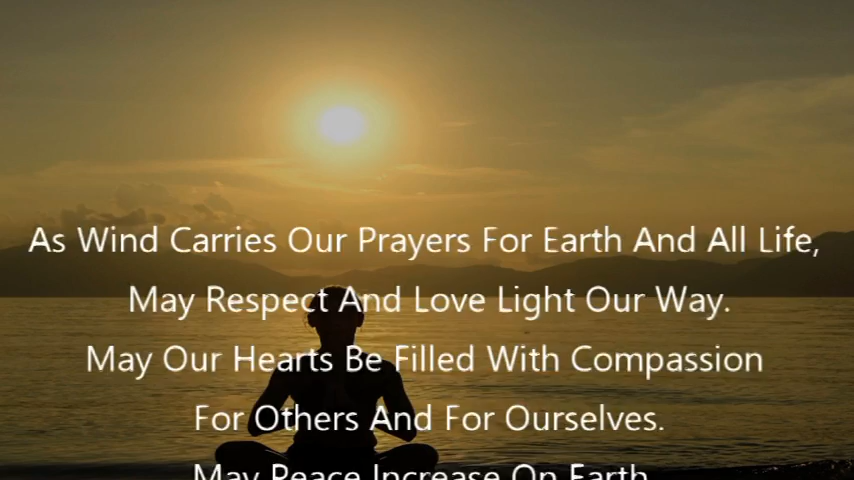 As Wind Carries Our Prayers For Earth And All Life,
May Respect And Love Light Our Way.
May Our Hearts Be Filled With Compassion
For Others And For Ourselves.
May Peace Increase On Earth